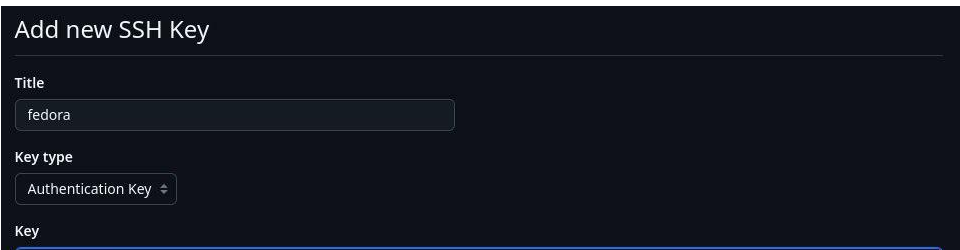 Add new SSH Key
Title
fedora
Key type
Authentication Key
Key